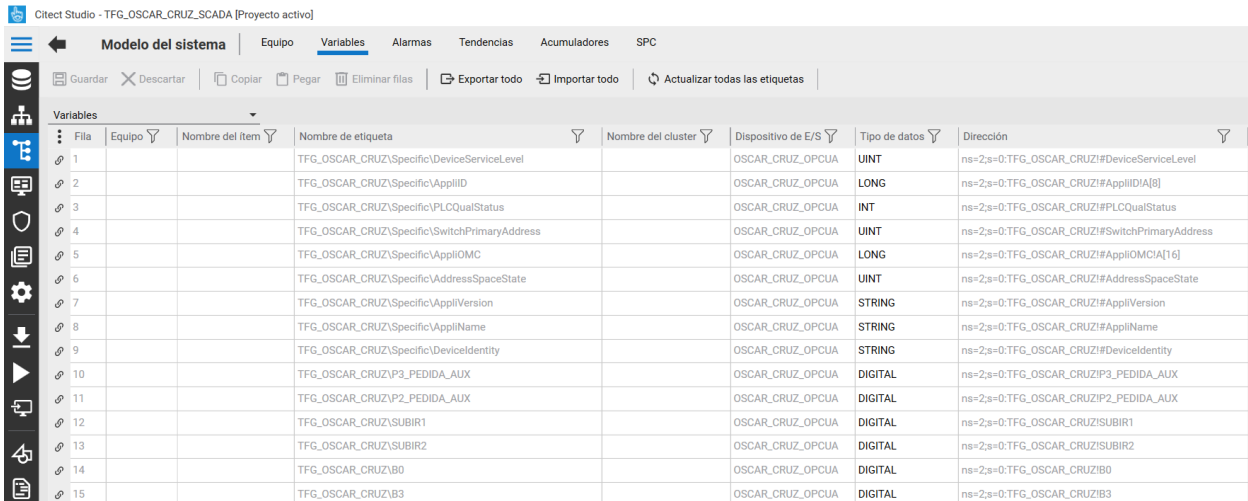 Citect Studio - TFG_OSCAR_CRUZ_SCADA [Proyecto activo]
Modelo del sistema Equipo Variables Alarmas Tendencias Acumuladores SPC
Guardar Descartar Copiar Pegar Eliminar filas Exportar todo Importar todo Actualizar todas las etiquetas
Variables
Fila Equipo Nombre del ítem Nombre de etiqueta Nombre del cluster Dispositivo de E/S Tipo de datos Dirección
1 TFG_OSCAR_CRUZ\Specific\DeviceServiceLevel OSCAR_CRUZ_OPCUA UINT ns=2;s=0:TFG_OSCAR_CRUZ!#DeviceServiceLevel
2 TFG_OSCAR_CRUZ\Specific\AppliID OSCAR_CRUZ_OPCUA LONG ns=2;s=0:TFG_OSCAR_CRUZ!#AppliID!A[8]
3 TFG_OSCAR_CRUZ\Specific\PLCQualStatus OSCAR_CRUZ_OPCUA INT ns=2;s=0:TFG_OSCAR_CRUZ!#PLCQualStatus
4 TFG_OSCAR_CRUZ\Specific\SwitchPrimaryAddress OSCAR_CRUZ_OPCUA UINT ns=2;s=0:TFG_OSCAR_CRUZ!#SwitchPrimaryAddress
5 TFG_OSCAR_CRUZ\Specific\AppliOMC OSCAR_CRUZ_OPCUA LONG ns=2;s=0:TFG_OSCAR_CRUZ!#AppliOMC!A[16]
6 TFG_OSCAR_CRUZ\Specific\AddressSpaceState OSCAR_CRUZ_OPCUA UINT ns=2;s=0:TFG_OSCAR_CRUZ!#AddressSpaceState
7 TFG_OSCAR_CRUZ\Specific\AppliVersion OSCAR_CRUZ_OPCUA STRING ns=2;s=0:TFG_OSCAR_CRUZ!#AppliVersion
8 TFG_OSCAR_CRUZ\Specific\AppliName OSCAR_CRUZ_OPCUA STRING ns=2;s=0:TFG_OSCAR_CRUZ!#AppliName
9 TFG_OSCAR_CRUZ\Specific\DeviceIdentity OSCAR_CRUZ_OPCUA STRING ns=2;s=0:TFG_OSCAR_CRUZ!#DeviceIdentity
10 TFG_OSCAR_CRUZ\P3_PEDIDA_AUX OSCAR_CRUZ_OPCUA DIGITAL ns=2;s=0:TFG_OSCAR_CRUZ!P3_PEDIDA_AUX
11 TFG_OSCAR_CRUZ\P2_PEDIDA_AUX OSCAR_CRUZ_OPCUA DIGITAL ns=2;s=0:TFG_OSCAR_CRUZ!P2_PEDIDA_AUX
12 TFG_OSCAR_CRUZ\SUBIR1 OSCAR_CRUZ_OPCUA DIGITAL ns=2;s=0:TFG_OSCAR_CRUZ!SUBIR1
13 TFG_OSCAR_CRUZ\SUBIR2 OSCAR_CRUZ_OPCUA DIGITAL ns=2;s=0:TFG_OSCAR_CRUZ!SUBIR2
14 TFG_OSCAR_CRUZ\B0 OSCAR_CRUZ_OPCUA DIGITAL ns=2;s=0:TFG_OSCAR_CRUZ!B0
15 TFG_OSCAR_CRUZ\B3 OSCAR_CRUZ_OPCUA DIGITAL ns=2;s=0:TFG_OSCAR_CRUZ!B3